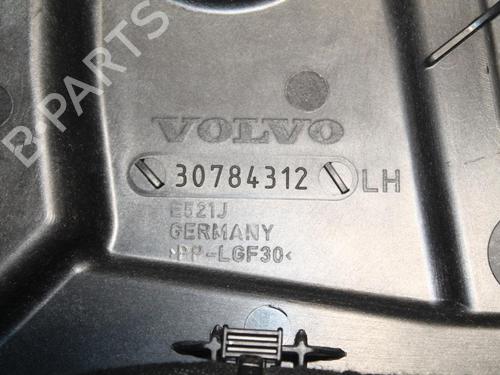 VOLVO
30784312 LH
E521J
GERMANY
>PP-LGF30<
B-PARTS